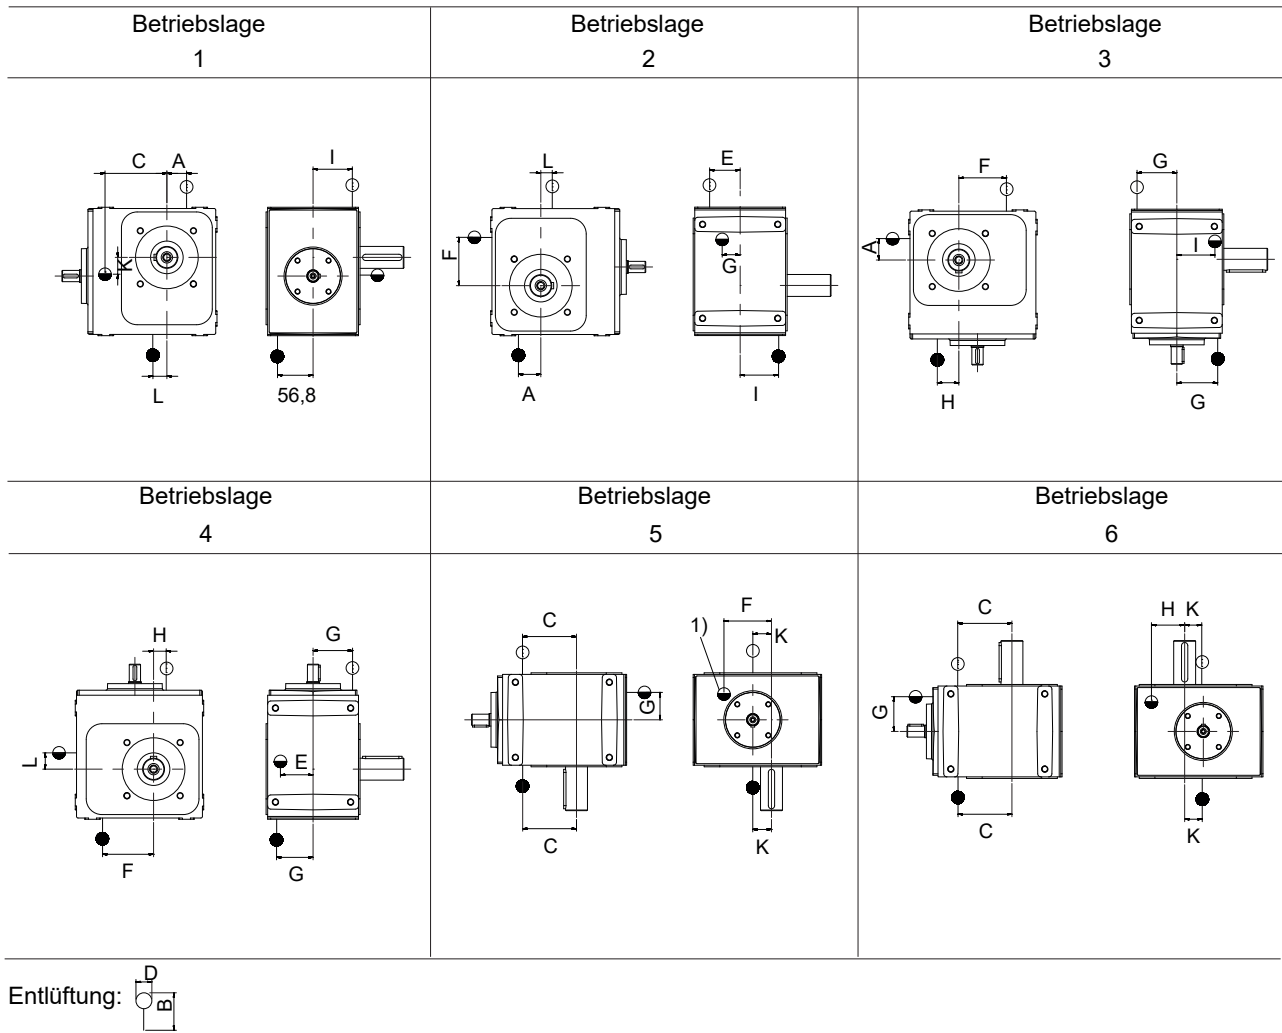 Betriebslage
1
Betriebslage
2
Betriebslage
3
C A
I
K
L
56,8
L
E
F
G
A
I
F
G
A
I
H
G
Betriebslage
4
Betriebslage
5
Betriebslage
6
H
G
L
E
F
G
C
F
1)
K
G
C
K
C
H K
G
C
K
Entlüftung:
D
B